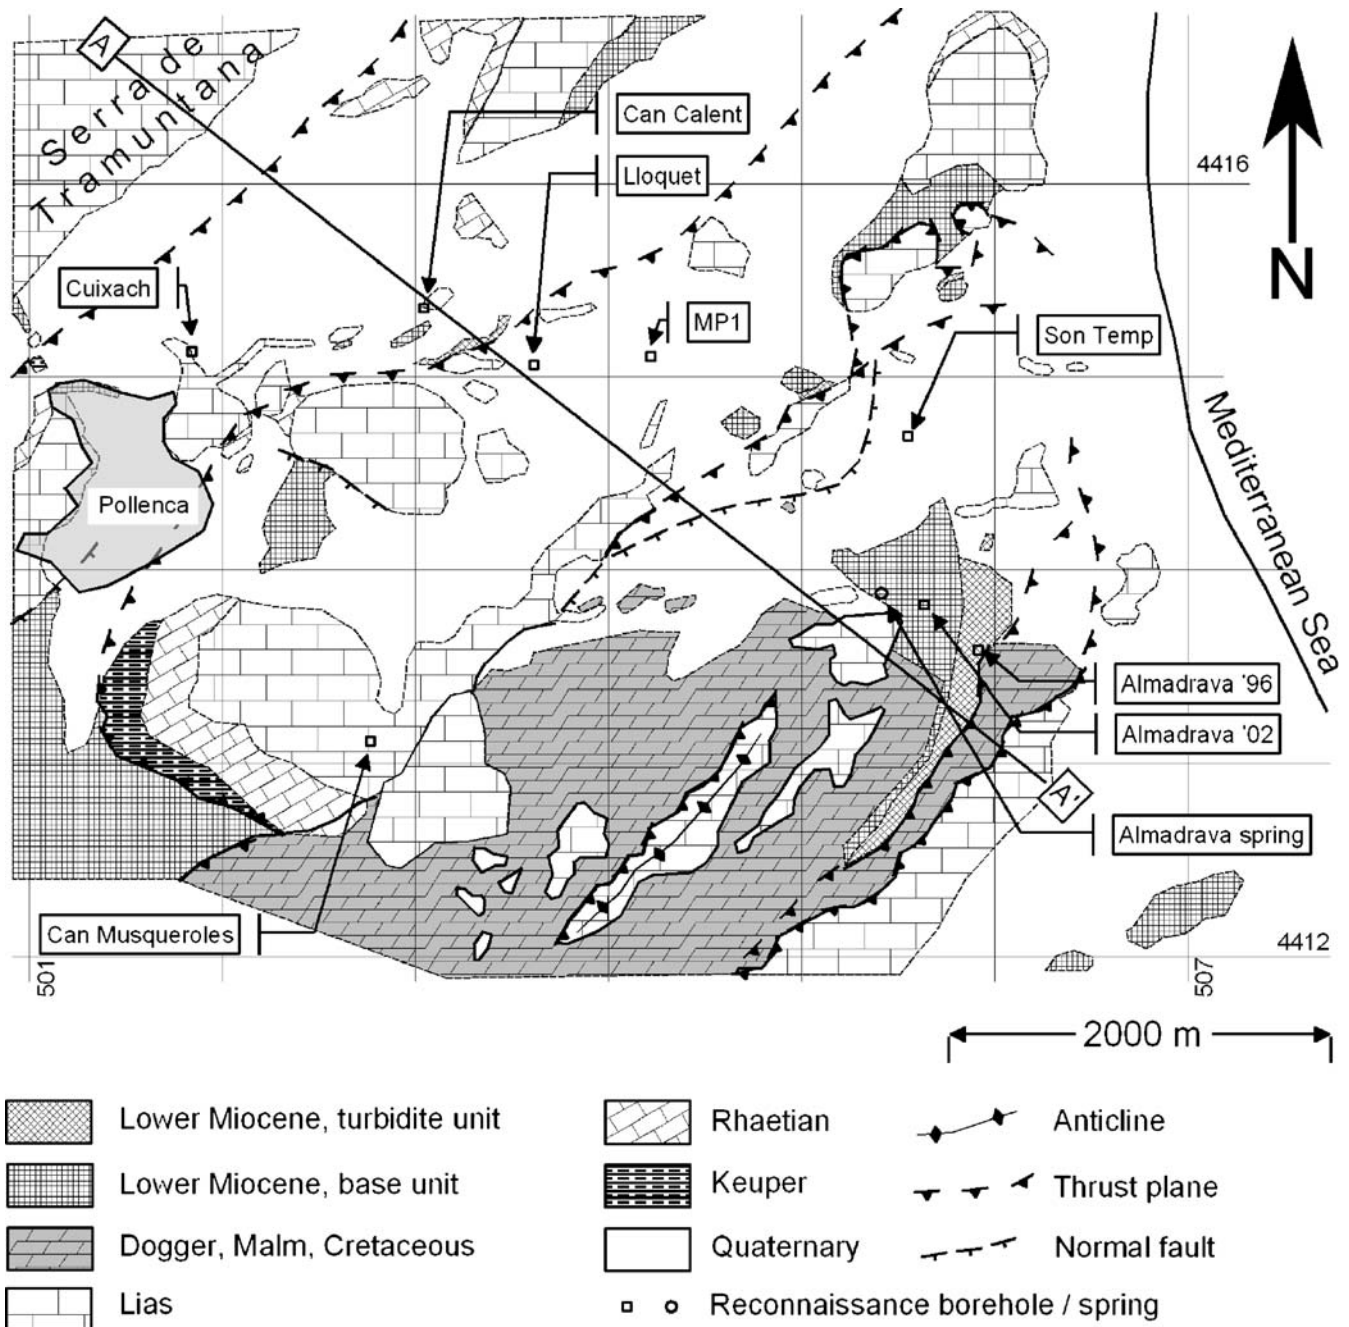 A
Serra de
Tramuntana
Can Calent
Lloquet
4416
N
Cuixach
MP1
Son Temp
Mediterranean Sea
Pollenca
Almadrava '96
Almadrava '02
A'
Almadrava spring
Can Musqueroles
4412
501
507
2000 m
Lower Miocene, turbidite unit
Rhaetian
Anticline
Lower Miocene, base unit
Keuper
Thrust plane
Dogger, Malm, Cretaceous
Quaternary
Normal fault
Lias
Reconnaissance borehole / spring